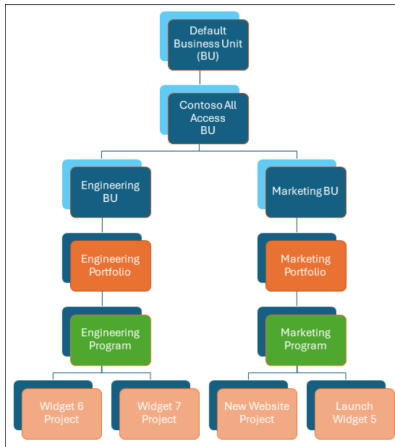 Default
Business Unit
(BU)
Contoso All
Access
BU
Engineering
BU
Marketing BU
Engineering
Portfolio
Marketing
Portfolio
Engineering
Program
Marketing
Program
Widget 6
Project
Widget 7
Project
New Website
Project
Launch
Widget 5